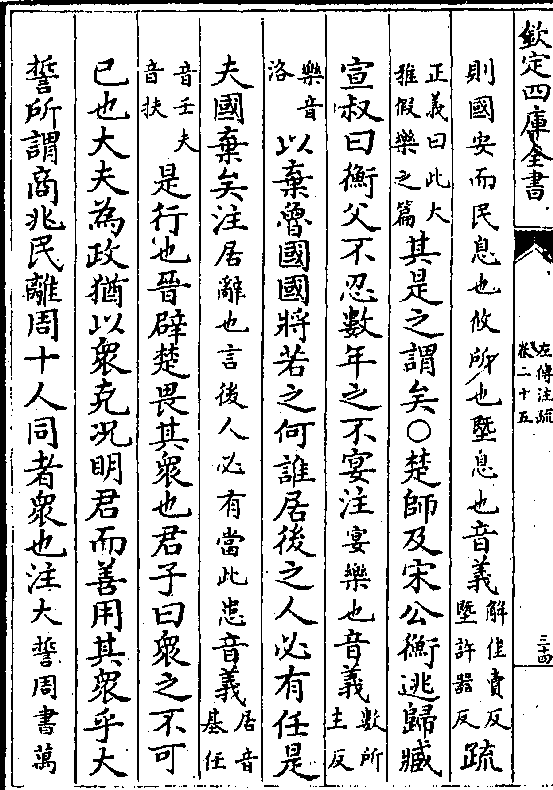 欽定四庫全書
左傳注疏
卷二十五
三十四
則國安而民息也攸所也墍息也音義解佳賣反墍許器反疏
正義曰此大雅假樂之篇其是之謂矣○楚師及宋公衡逃歸臧
宣叔曰衡父不忍數年之不宴注宴樂也音義數所主反
樂音洛以棄魯國國將若之何誰居後之人必有任是
夫國棄矣注居辭也言後人必有當此患音義居音基任
音壬夫音扶是行也晉辟楚畏其衆也君子曰衆之不可
已也大夫為政猶以衆克況明君而善用其衆乎大
誓所謂商兆民離周十人同者衆也注大誓周書萬